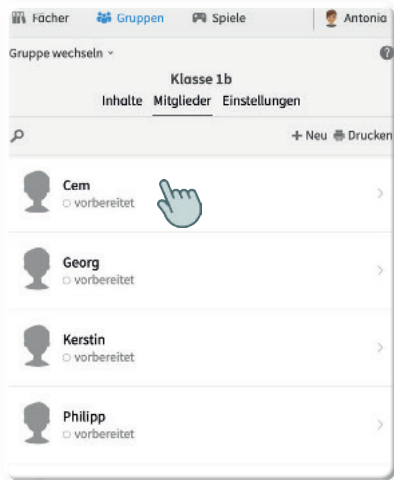 Fächer Gruppen Spiele Antonia
Gruppe wechseln
Klasse 1b
Inhalte Mitglieder Einstellungen
+ Neu Drucken
Cem
vorbereitet
Georg
vorbereitet
Kerstin
vorbereitet
Philipp
vorbereitet